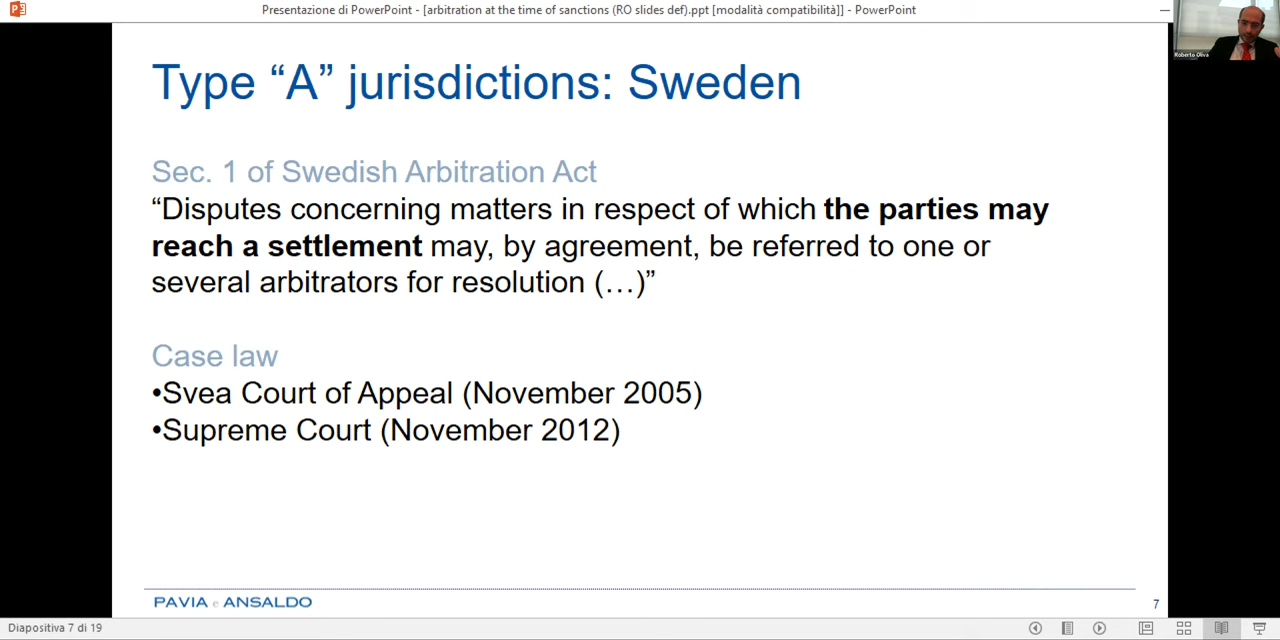 Presentazione di PowerPoint - [arbitration at the time of sanctions (RO slides def).ppt [modalità compatibilità]] - PowerPoint
Roberto Oliva
Type “A” jurisdictions: Sweden
Sec. 1 of Swedish Arbitration Act
“Disputes concerning matters in respect of which the parties may
reach a settlement may, by agreement, be referred to one or
several arbitrators for resolution (…)”
Case law
•Svea Court of Appeal (November 2005)
•Supreme Court (November 2012)
PAVIA e ANSALDO
7
Diapositiva 7 di 19